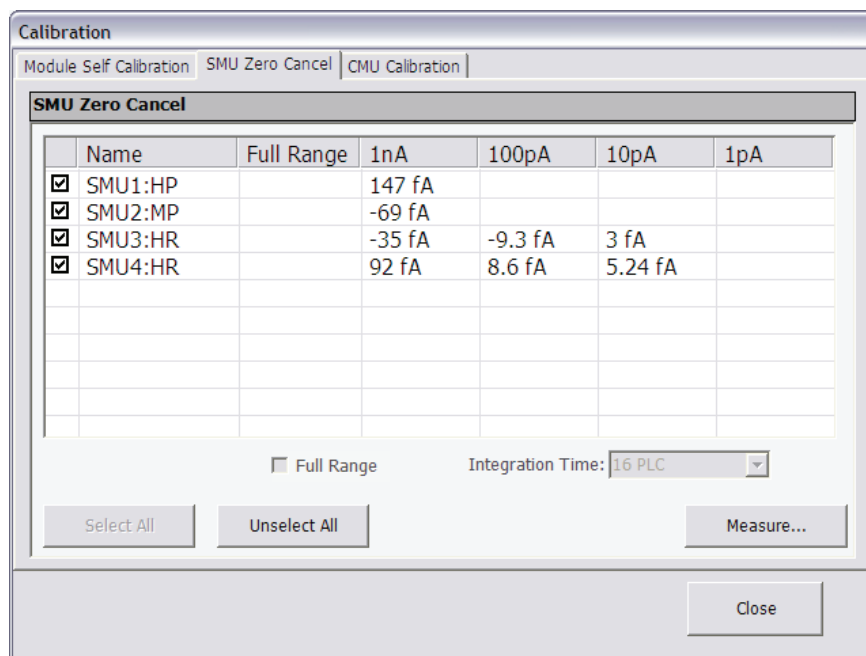 Calibration
Module Self Calibration SMU Zero Cancel CMU Calibration
SMU Zero Cancel
Name Full Range 1nA 100pA 10pA 1pA
SMU1:HP 147 fA
SMU2:MP -69 fA
SMU3:HR -35 fA -9.3 fA 3 fA
SMU4:HR 92 fA 8.6 fA 5.24 fA
Full Range Integration Time: 16 PLC
Select All Unselect All Measure...
Close